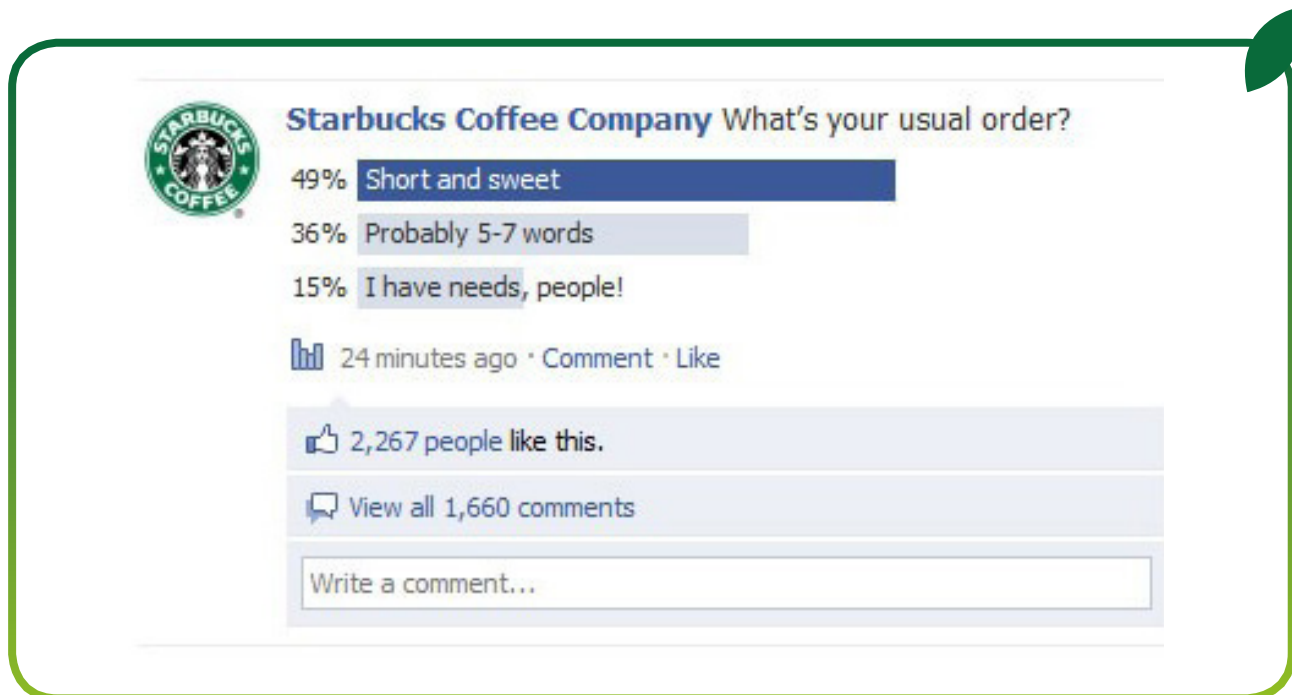 STARBUCKS COFFEE
Starbucks Coffee Company What's your usual order?
49% Short and sweet
36% Probably 5-7 words
15% I have needs, people!
24 minutes ago · Comment · Like
2,267 people like this.
View all 1,660 comments
Write a comment...